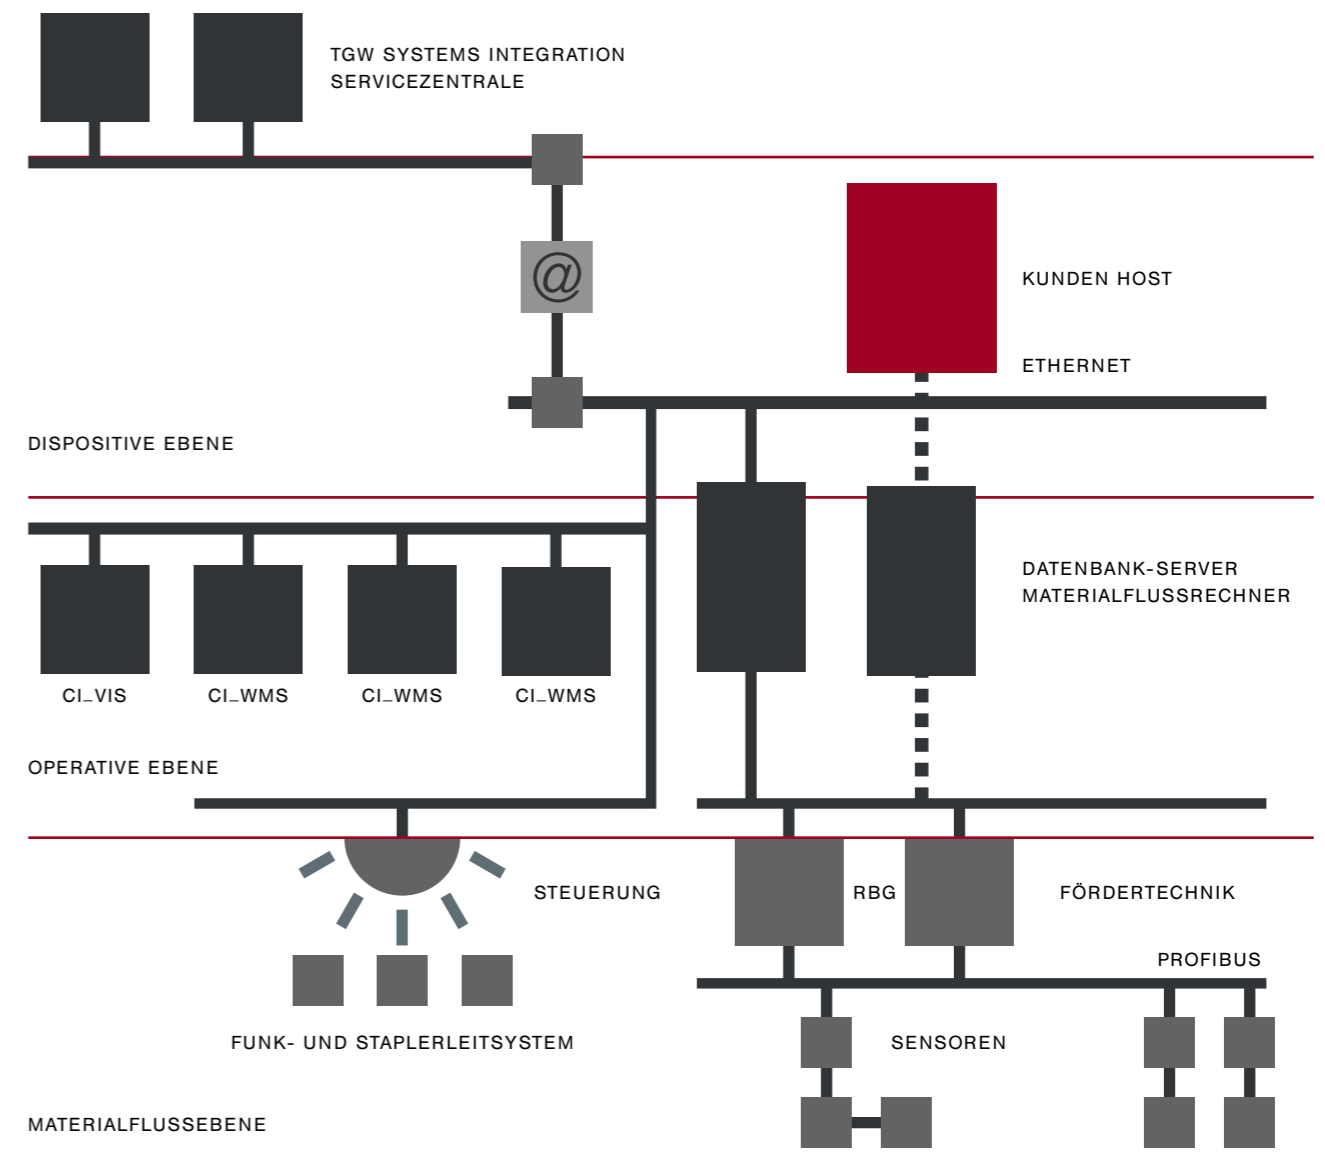 TGW SYSTEMS INTEGRATION
SERVICEZENTRALE
@
KUNDEN HOST
ETHERNET
DISPOSITIVE EBENE
DATENBANK-SERVER
MATERIALFLUSSRECHNER
CI_VIS
CI_WMS
CI_WMS
CI_WMS
OPERATIVE EBENE
STEUERUNG
RBG
FÖRDERTECHNIK
PROFIBUS
FUNK- UND STAPLERLEITSYSTEM
SENSOREN
MATERIALFLUSSEBENE